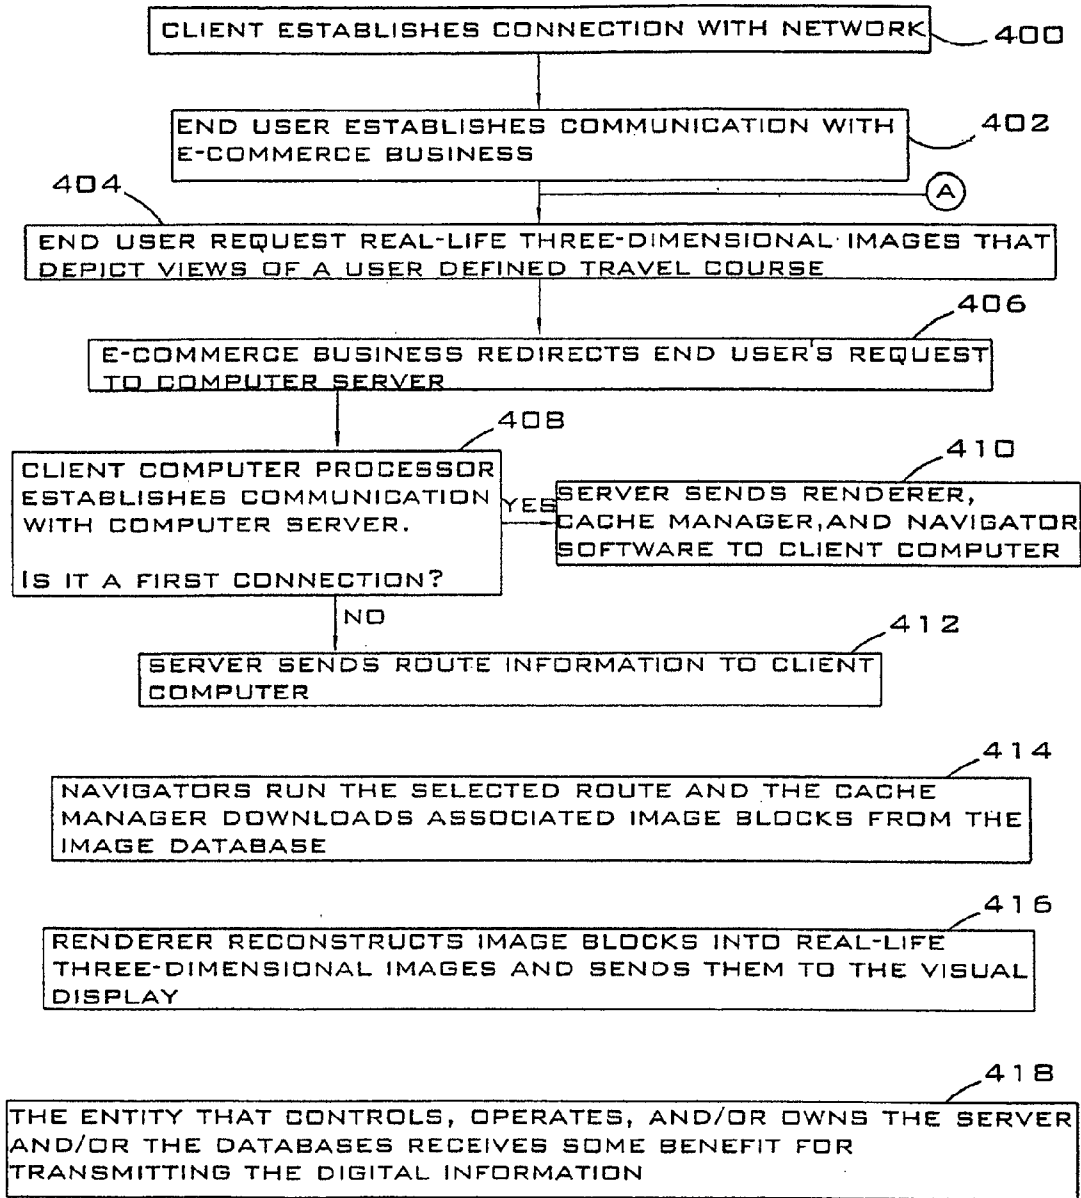 CLIENT ESTABLISHES CONNECTION WITH NETWORK
400
END USER ESTABLISHES COMMUNICATION WITH
E-COMMERCE BUSINESS
402
A
404
END USER REQUEST REAL-LIFE THREE-DIMENSIONAL IMAGES THAT
DEPICT VIEWS OF A USER DEFINED TRAVEL COURSE
406
E-COMMERCE BUSINESS REDIRECTS END USER'S REQUEST
TO COMPUTER SERVER
408
CLIENT COMPUTER PROCESSOR
ESTABLISHES COMMUNICATION
WITH COMPUTER SERVER.
IS IT A FIRST CONNECTION?
YES
410
SERVER SENDS RENDERER,
CACHE MANAGER,AND NAVIGATOR
SOFTWARE TO CLIENT COMPUTER
NO
412
SERVER SENDS ROUTE INFORMATION TO CLIENT
COMPUTER
414
NAVIGATORS RUN THE SELECTED ROUTE AND THE CACHE
MANAGER DOWNLOADS ASSOCIATED IMAGE BLOCKS FROM THE
IMAGE DATABASE
416
RENDERER RECONSTRUCTS IMAGE BLOCKS INTO REAL-LIFE
THREE-DIMENSIONAL IMAGES AND SENDS THEM TO THE VISUAL
DISPLAY
418
THE ENTITY THAT CONTROLS, OPERATES, AND/OR OWNS THE SERVER
AND/OR THE DATABASES RECEIVES SOME BENEFIT FOR
TRANSMITTING THE DIGITAL INFORMATION